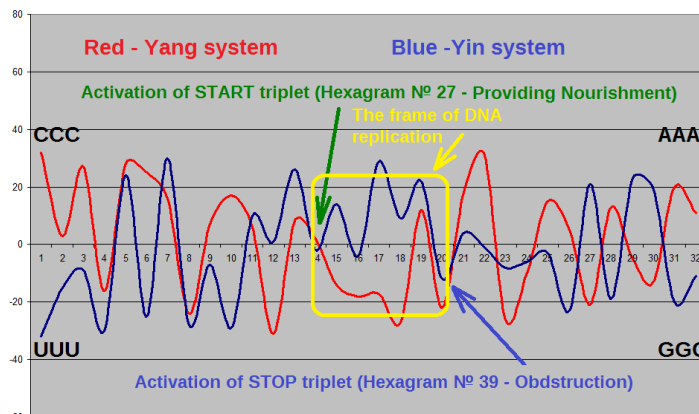 80
Red - Yang system
Blue -Yin system
60
Activation of START triplet (Hexagram № 27 - Providing Nourishment)
The frame of DNA
replication
40
CCC
AAA
20
0
1 2 3 4 5 6 7 8 9 10 11 12 13 14 15 16 17 18 19 20 21 22 23 24 25 26 27 28 29 30 31 32
-20
UUU
GGG
-40
Activation of STOP triplet (Hexagram № 39 - Obdstruction)